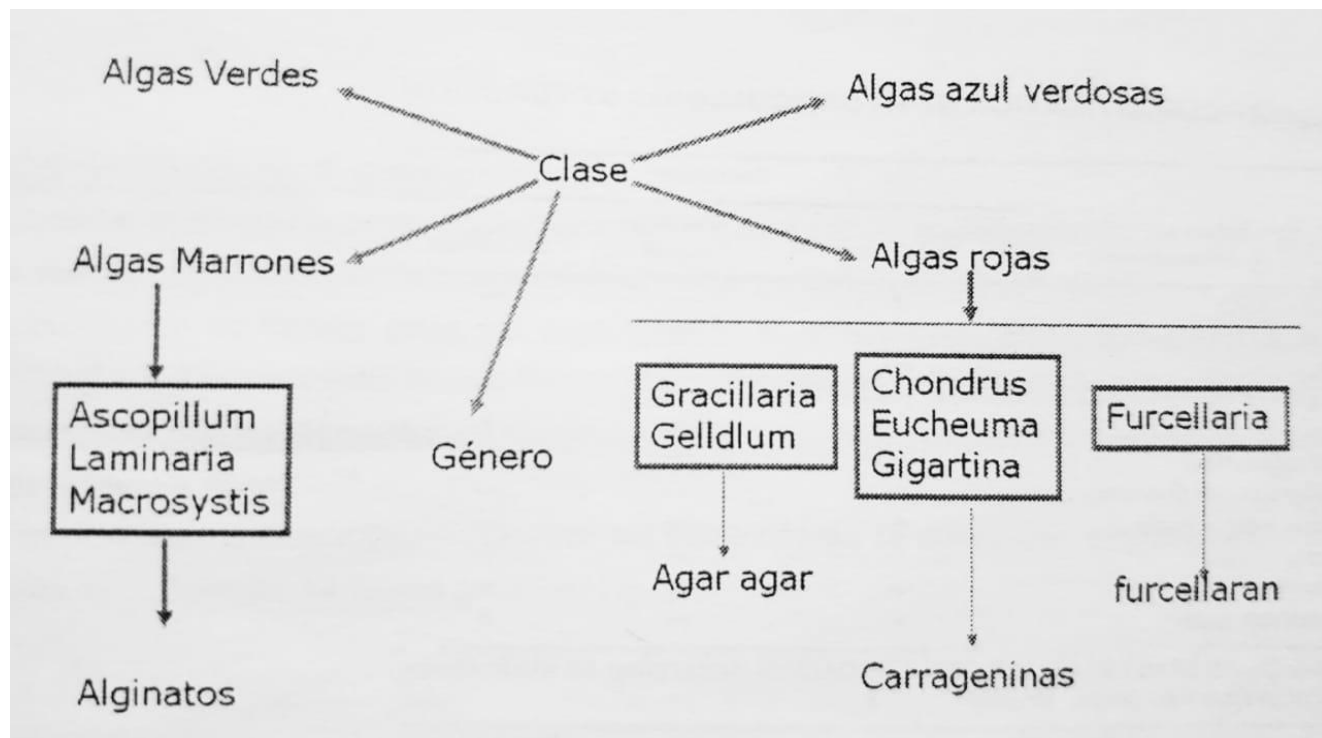 Algas Verdes
Algas azul verdosas
Clase
Algas Marrones
Algas rojas
Ascopillum
Laminaria
Macrosystis
Género
Gracillaria
Gelldlum
Chondrus
Eucheuma
Gigartina
Furcellaria
Agar agar
furcellaran
Carrageninas
Alginatos